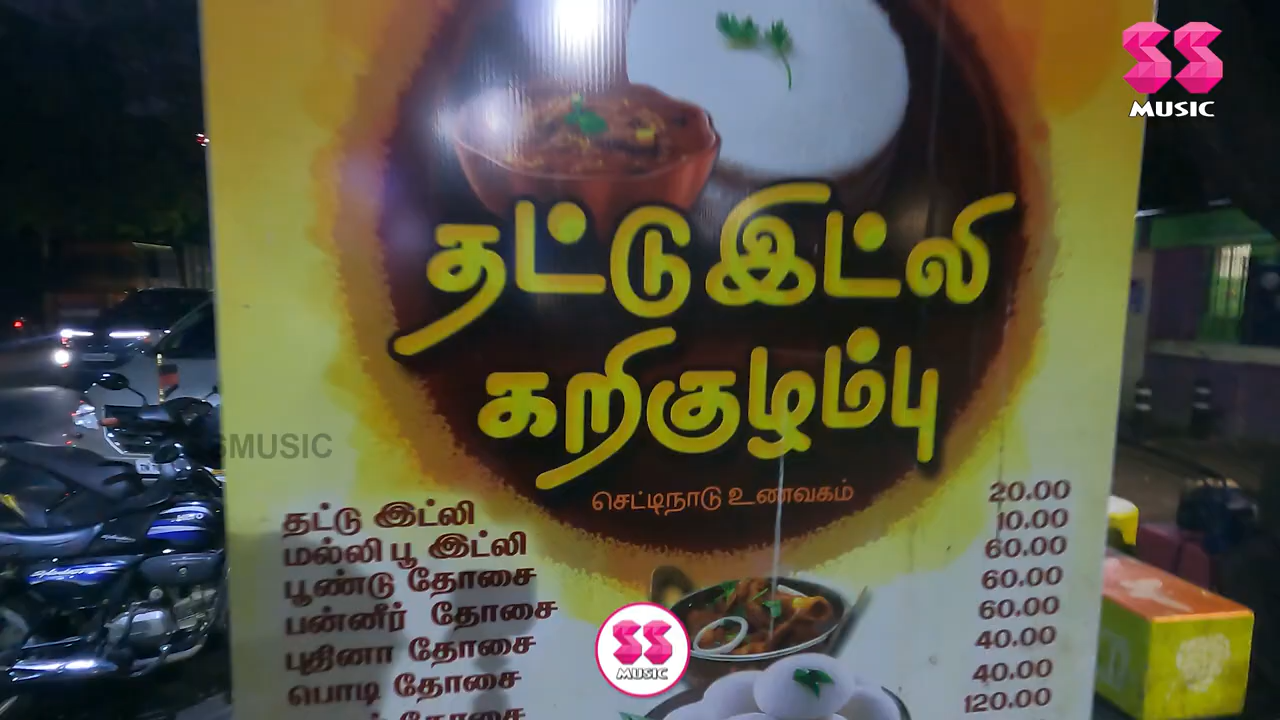 SS
MUSIC
தட்டு இட்லி
கறிகுழம்பு
செட்டிநாடு உணவகம்
தட்டு இட்லி 20.00
மல்லி பூ இட்லி 10.00
பூண்டு தோசை 60.00
பன்னீர் தோசை 60.00
புதினா தோசை 60.00
பொடி தோசை 40.00
தோசை 40.00
120.00
SMUSIC
SS
MUSIC